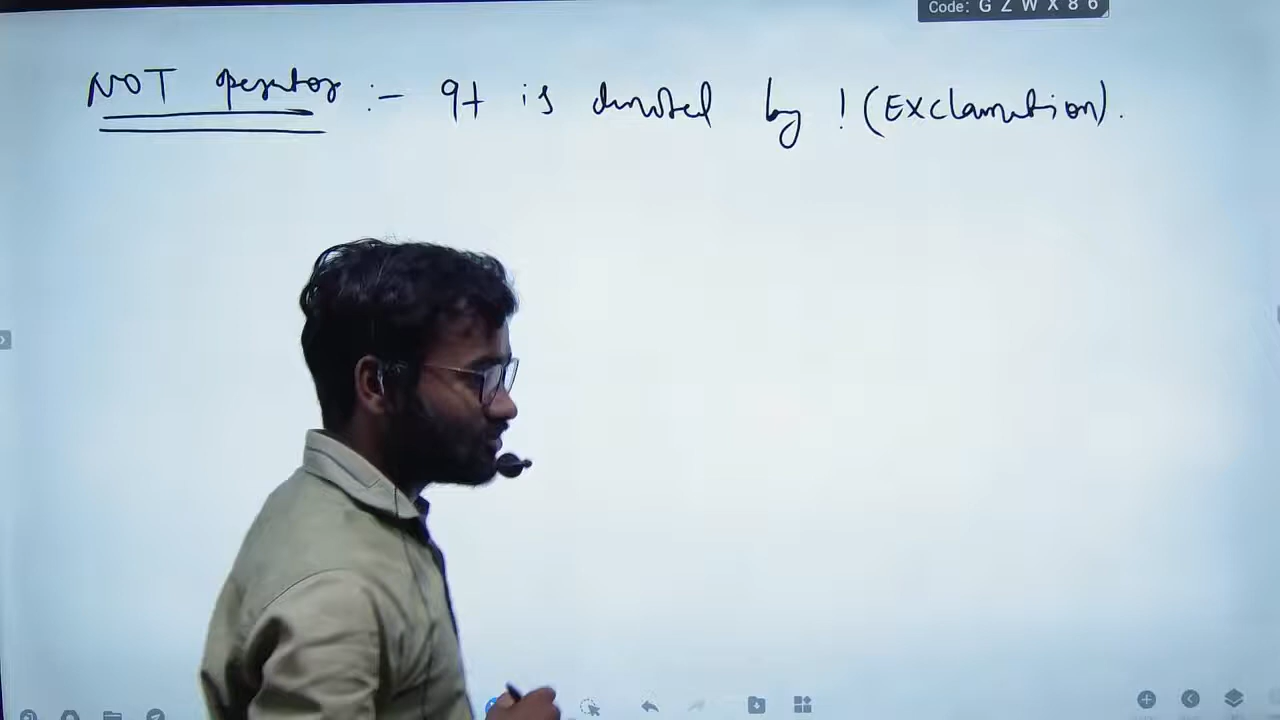 Code: G Z W X 8 6
NOT operator :- It is denoted by ! (Exclamation).